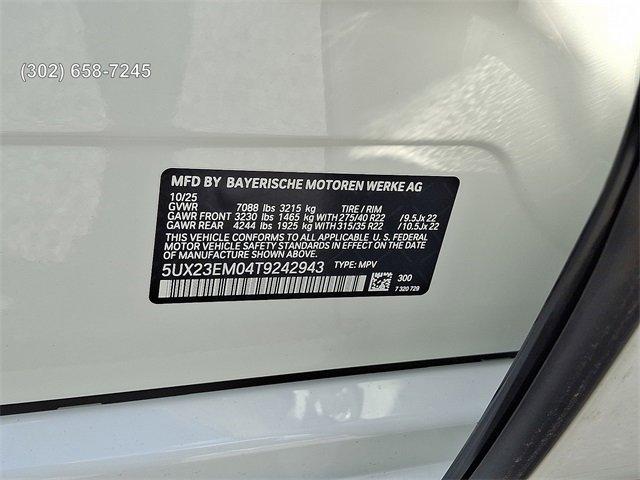 (302) 658-7245
MFD BY BAYERISCHE MOTOREN WERKE AG
10/25
GVWR 7088 lbs 3215 kg TIRE / RIM
GAWR FRONT 3230 lbs 1465 kg WITH 275/40 R22 /9.5Jx22
GAWR REAR 4244 lbs 1925 kg WITH 315/35 R22 /10.5Jx22
THIS VEHICLE CONFORMS TO ALL APPLICABLE U. S. FEDERAL
MOTOR VEHICLE SAFETY STANDARDS IN EFFECT ON THE DATE
OF MANUFACTURE SHOWN ABOVE.
5UX23EM04T9242943 TYPE: MPV
300
7 320 729